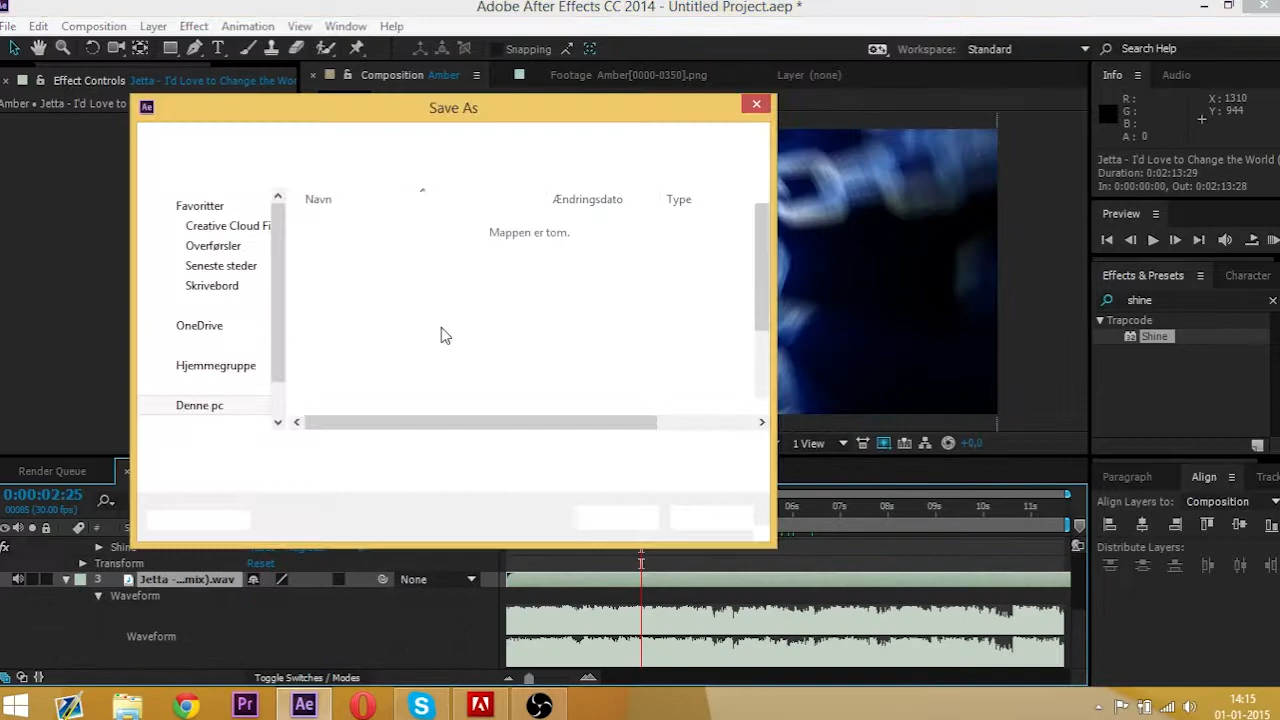 Adobe After Effects CC 2014 - Untitled Project.aep *
File Edit Composition Layer Effect Animation View Window Help
Snapping Workspace: Standard Search Help
Effect Controls Jetta - I'd Love to Change the Wor
Composition Amber Footage Amber[0000-0350].png Layer (none) Info Audio
Amber • Jetta - I'd Love to
Ae Save As
R: X: 1310
G: Y: 944
B:
A: 0
Jetta - I'd Love to Change the World (
Duration: 0:02:13:29
In: 0:00:00:00, Out: 0:02:13:28
Navn Ændringsdato Type
Mappen er tom.
Favoritter
Creative Cloud Fi
Overførsler
Seneste steder
Skrivebord
OneDrive
Hjemmegruppe
Denne pc
Preview
Effects & Presets Character
shine
Trapcode
32 Shine
1 View +0,0
Render Queue
Paragraph Align Track
0:00:02:25
00085 (30.00 fps)
06s 07s 08s 09s 10s 11s
Align Layers to: Composition
Distribute Layers:
fx Shine
Transform Reset
3 Jetta -...mix).wav None
Waveform
Waveform
Toggle Switches / Modes
Pr Ae S
14:15
01-01-2015